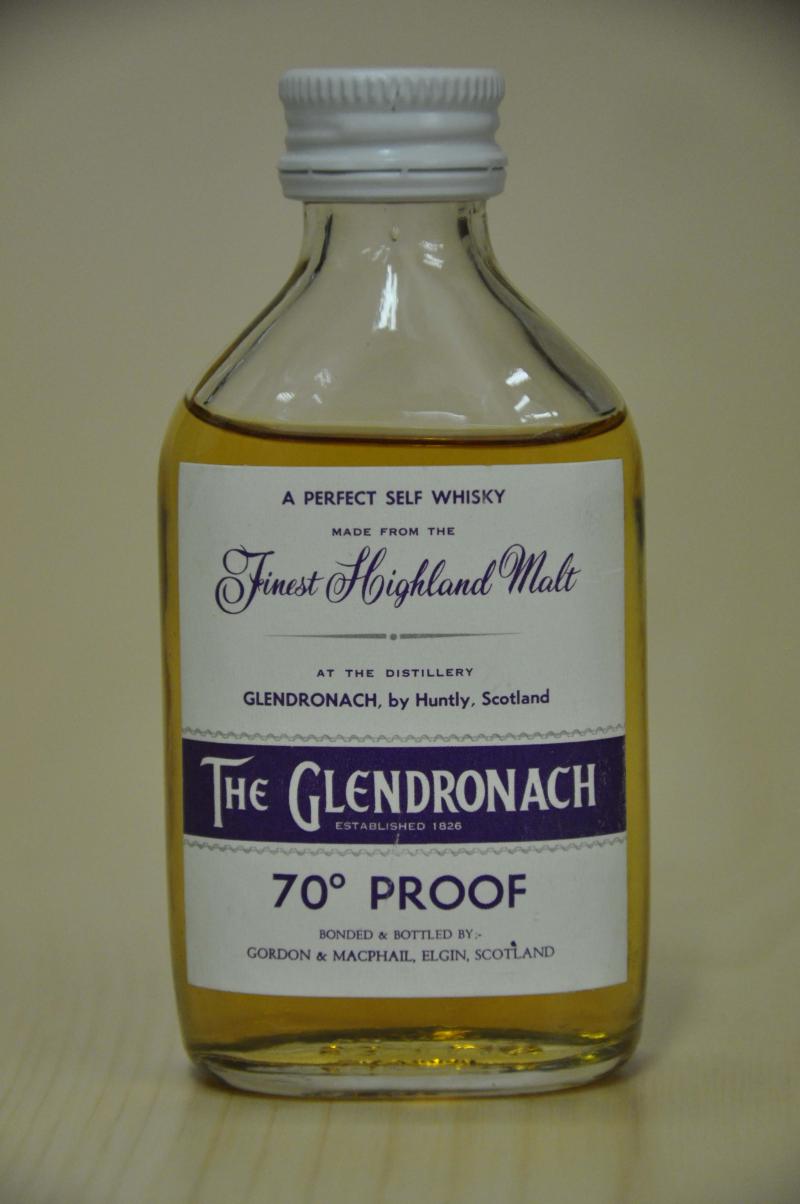 A PERFECT SELF WHISKY
MADE FROM THE
Finest Highland Malt
AT THE DISTILLERY
GLENDRONACH, by Huntly, Scotland
THE GLENDRONACH
ESTABLISHED 1826
70° PROOF
BONDED & BOTTLED BY:-
GORDON & MACPHAIL, ELGIN, SCOTLAND